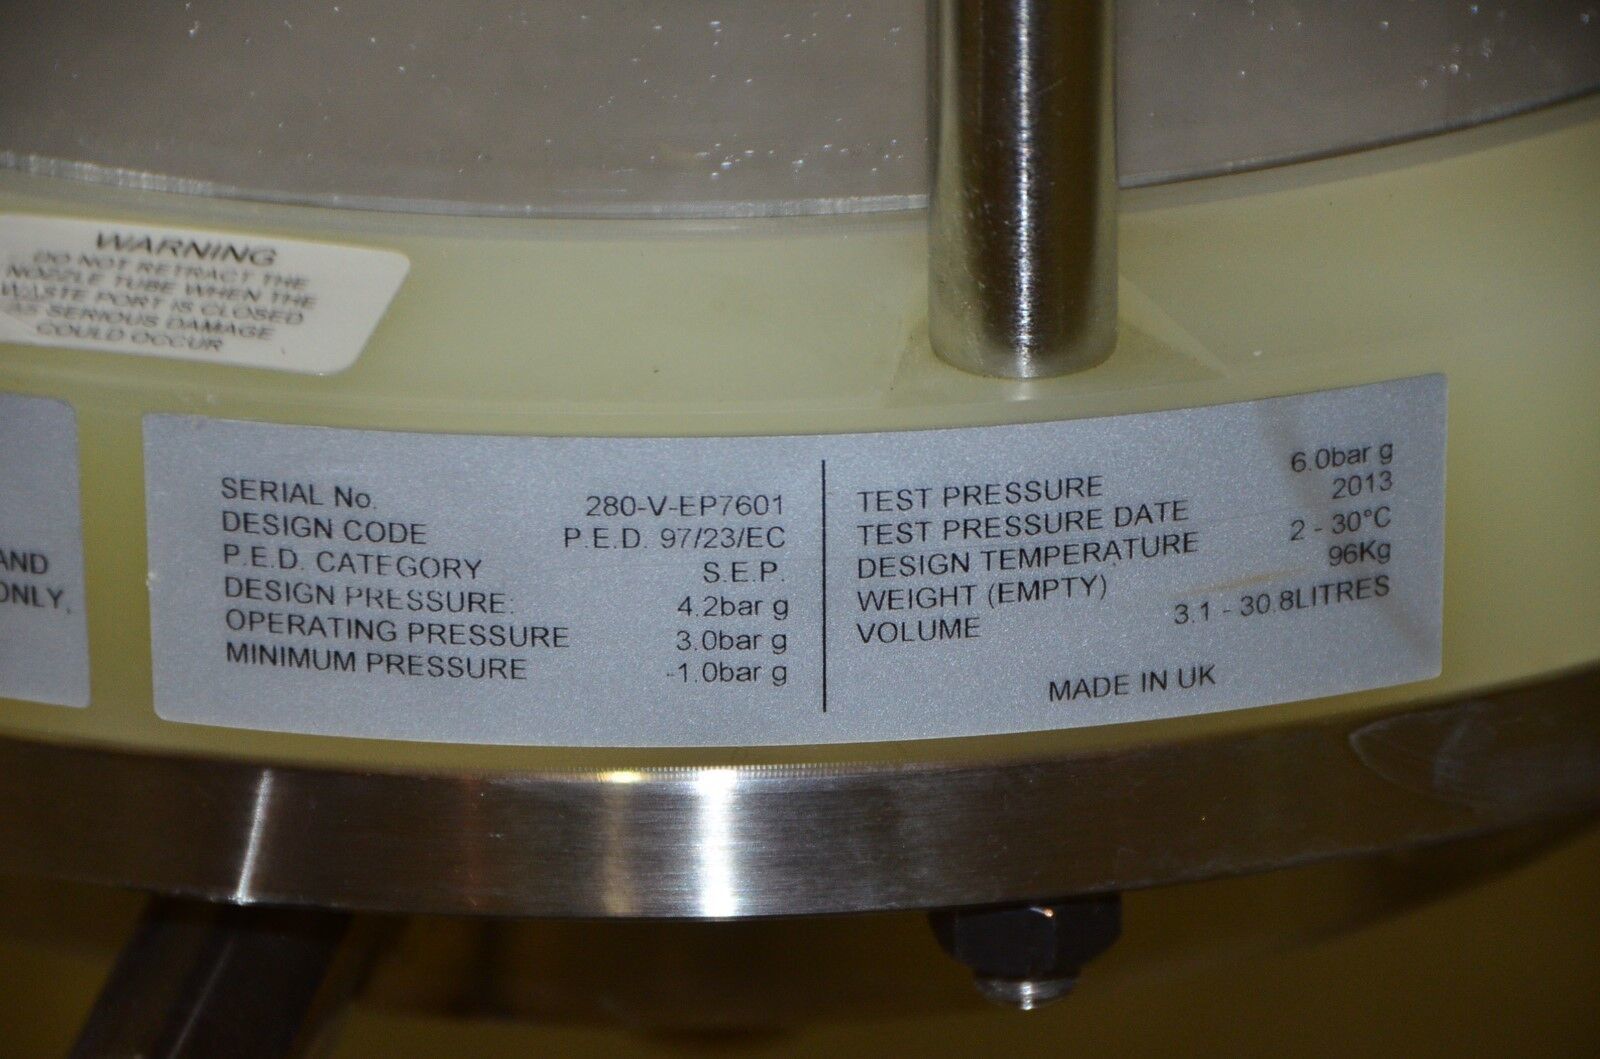 WARNING
DO NOT RETRACT THE
NOZZLE TUBE WHEN THE
WASTE PORT IS CLOSED
AS SERIOUS DAMAGE
COULD OCCUR
AND
ONLY,
SERIAL No. 280-V-EP7601
DESIGN CODE P.E.D. 97/23/EC
P.E.D. CATEGORY S.E.P.
DESIGN PRESSURE: 4.2bar g
OPERATING PRESSURE 3.0bar g
MINIMUM PRESSURE -1.0bar g
TEST PRESSURE 6.0bar g
TEST PRESSURE DATE 2013
DESIGN TEMPERATURE 2 - 30°C
WEIGHT (EMPTY) 96Kg
VOLUME 3.1 - 30.8LITRES
MADE IN UK